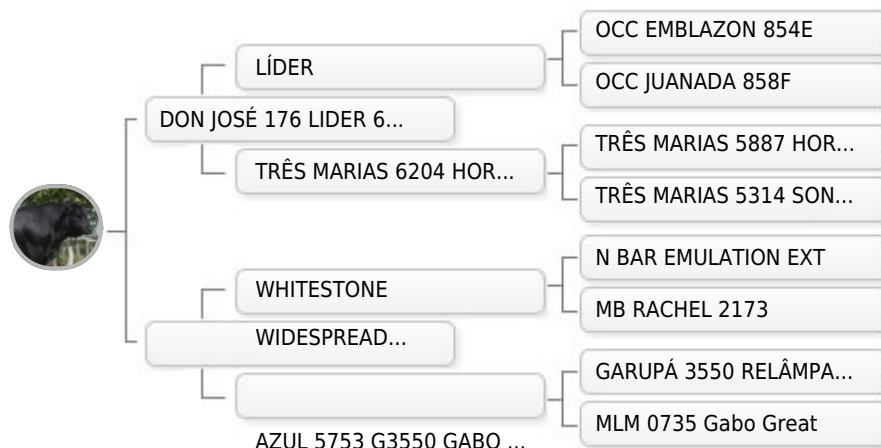 OCC EMBLAZON 854E
LÍDER
OCC JUANADA 858F
DON JOSÉ 176 LIDER 6...
TRÊS MARIAS 5887 HOR...
TRÊS MARIAS 6204 HOR...
TRÊS MARIAS 5314 SON...
N BAR EMULATION EXT
WHITESTONE
MB RACHEL 2173
WIDESPREAD...
GARUPÁ 3550 RELÂMPA...
MLM 0735 Gabo Great
AZUL 5753 G3550 GABO ...